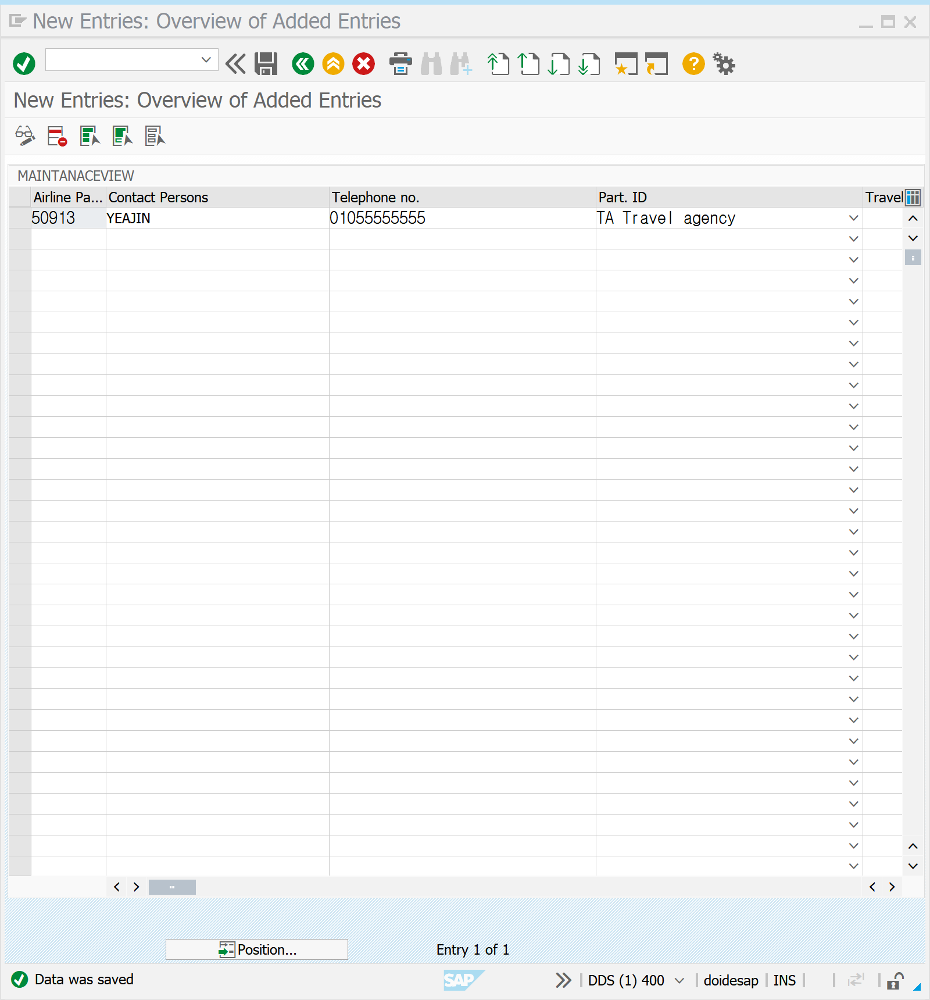 New Entries: Overview of Added Entries
New Entries: Overview of Added Entries
MAINTANACEVIEW
Airline Pa... Contact Persons Telephone no. Part. ID Travel
50913 YEAJIN 01055555555 TA Travel agency
Position... Entry 1 of 1
Data was saved SAP DDS (1) 400 doidesap INS